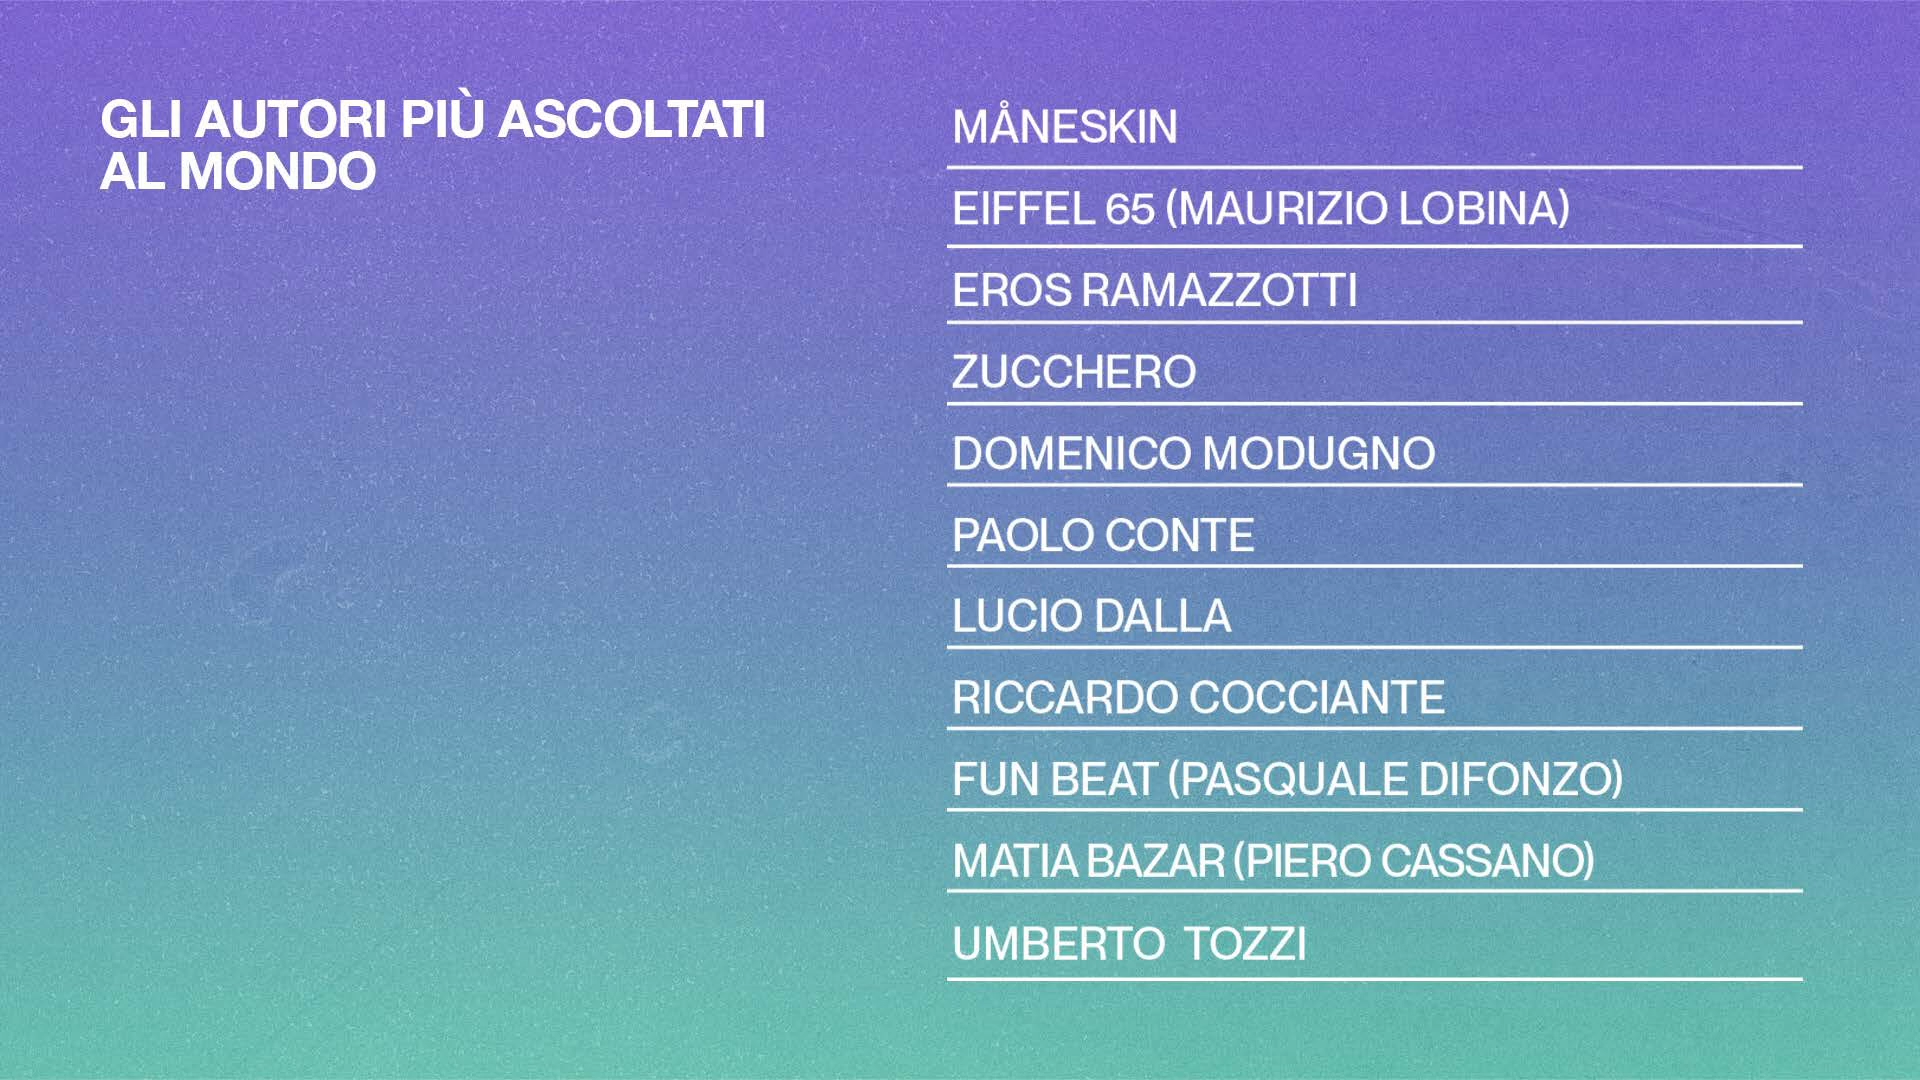 GLI AUTORI PIÙ ASCOLTATI
AL MONDO
MÅNESKIN
EIFFEL 65 (MAURIZIO LOBINA)
EROS RAMAZZOTTI
ZUCCHERO
DOMENICO MODUGNO
PAOLO CONTE
LUCIO DALLA
RICCARDO COCCIANTE
FUN BEAT (PASQUALE DIFONZO)
MATIA BAZAR (PIERO CASSANO)
UMBERTO TOZZI